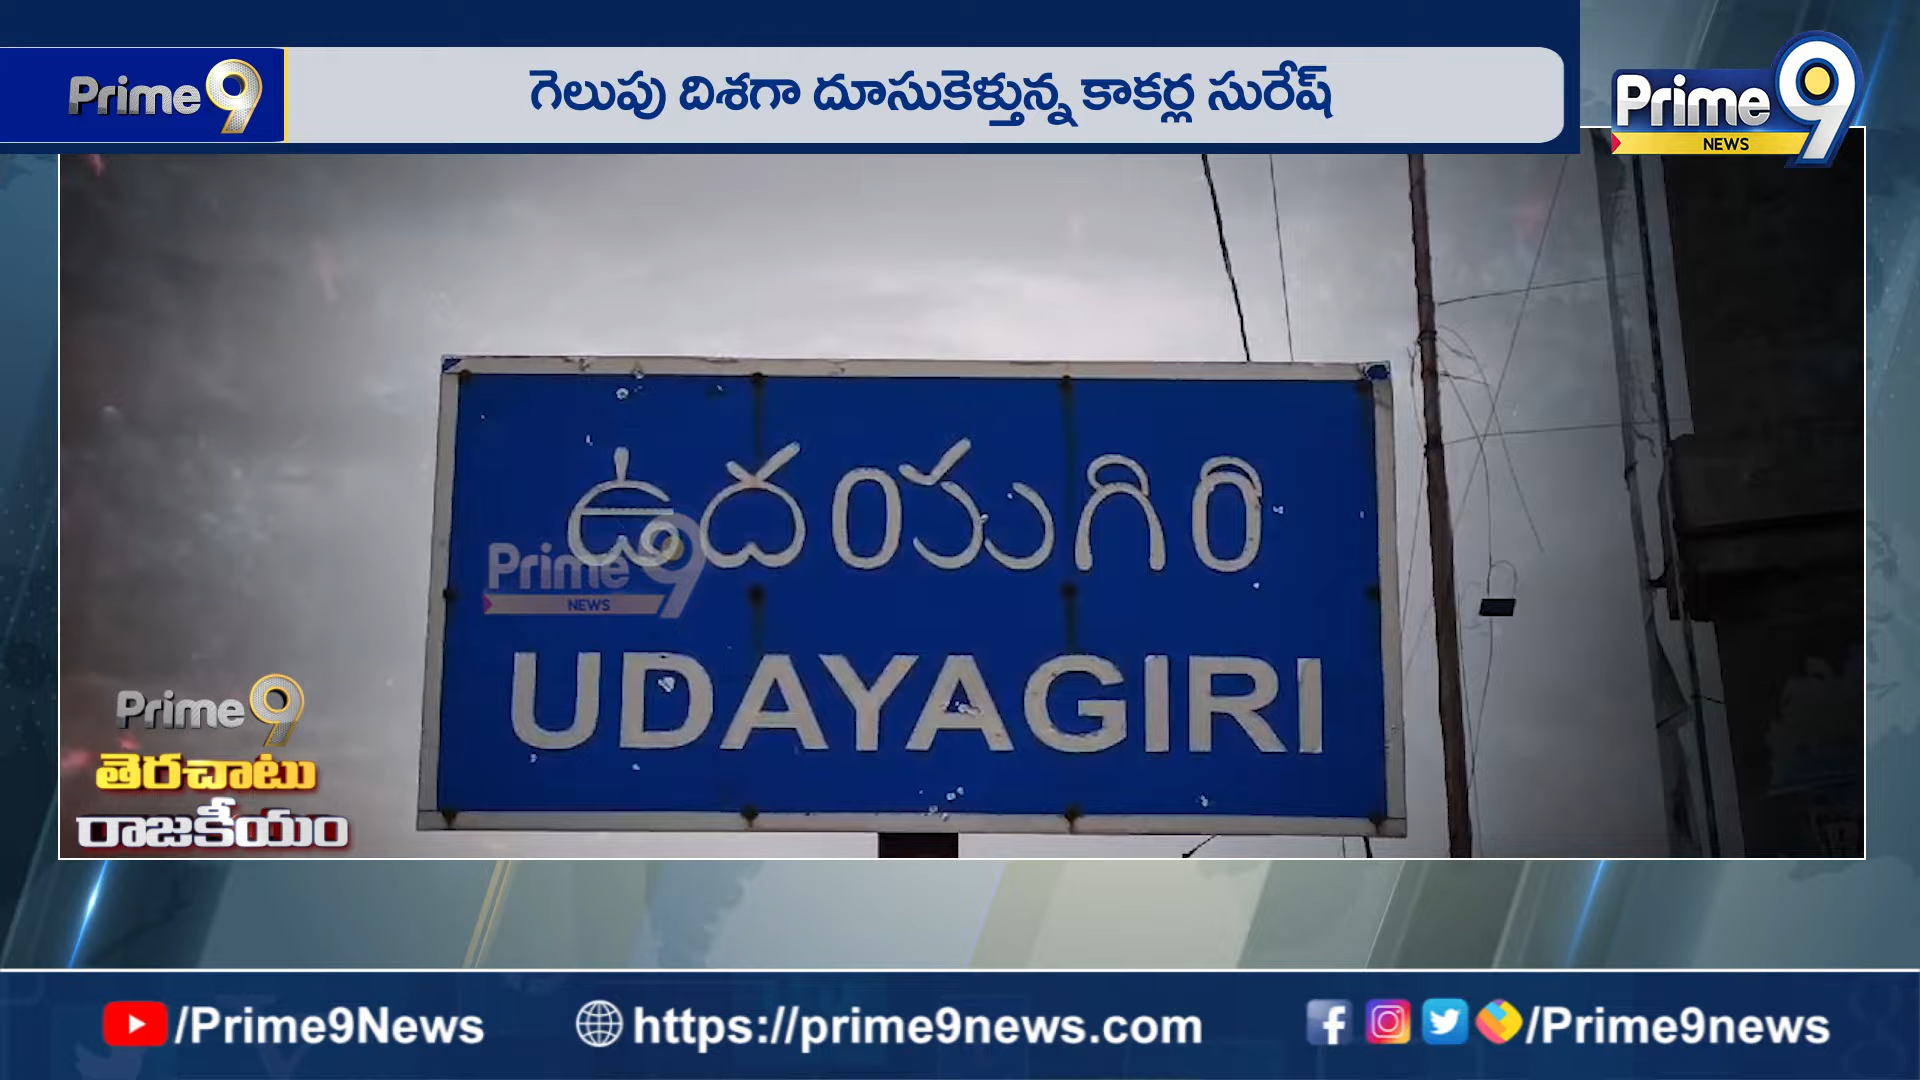 Prime9
గెలుపు దిశగా దూసుకెళ్తున్న కాకర్ల సురేష్
Prime9
NEWS
ఉదయగిరి
Prime9
NEWS
UDAYAGIRI
Prime9
తెరచాటు
రాజకీయం
/Prime9News
https://prime9news.com
/Prime9news